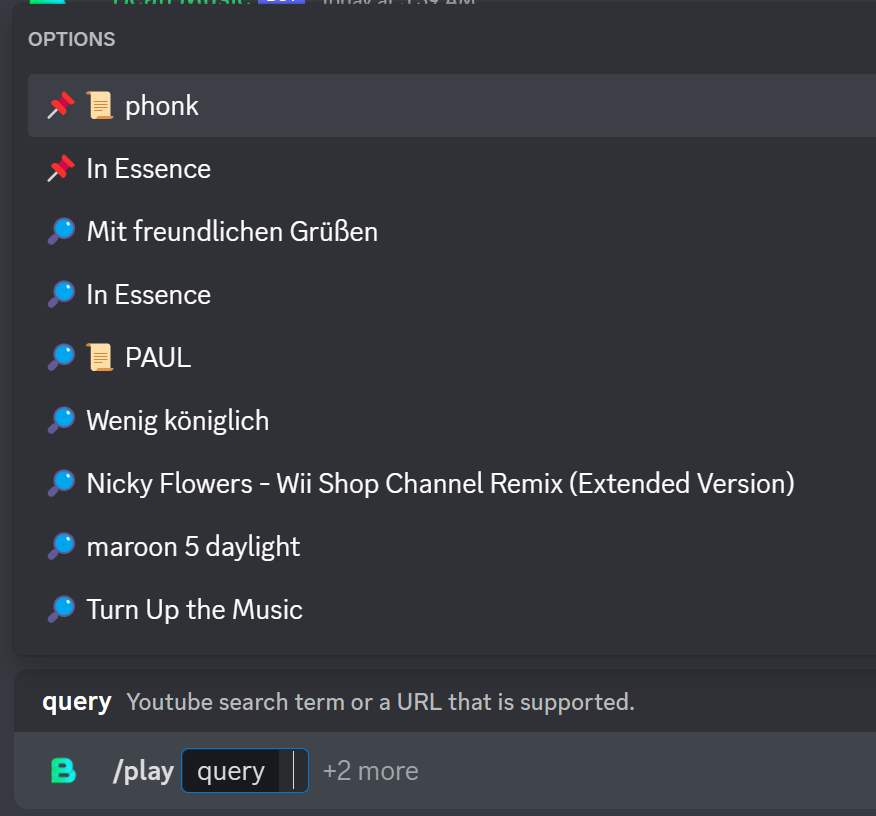 OPTIONS
phonk
In Essence
Mit freundlichen Grüßen
In Essence
PAUL
Wenig königlich
Nicky Flowers - Wii Shop Channel Remix (Extended Version)
maroon 5 daylight
Turn Up the Music
query Youtube search term or a URL that is supported.
/play query +2 more